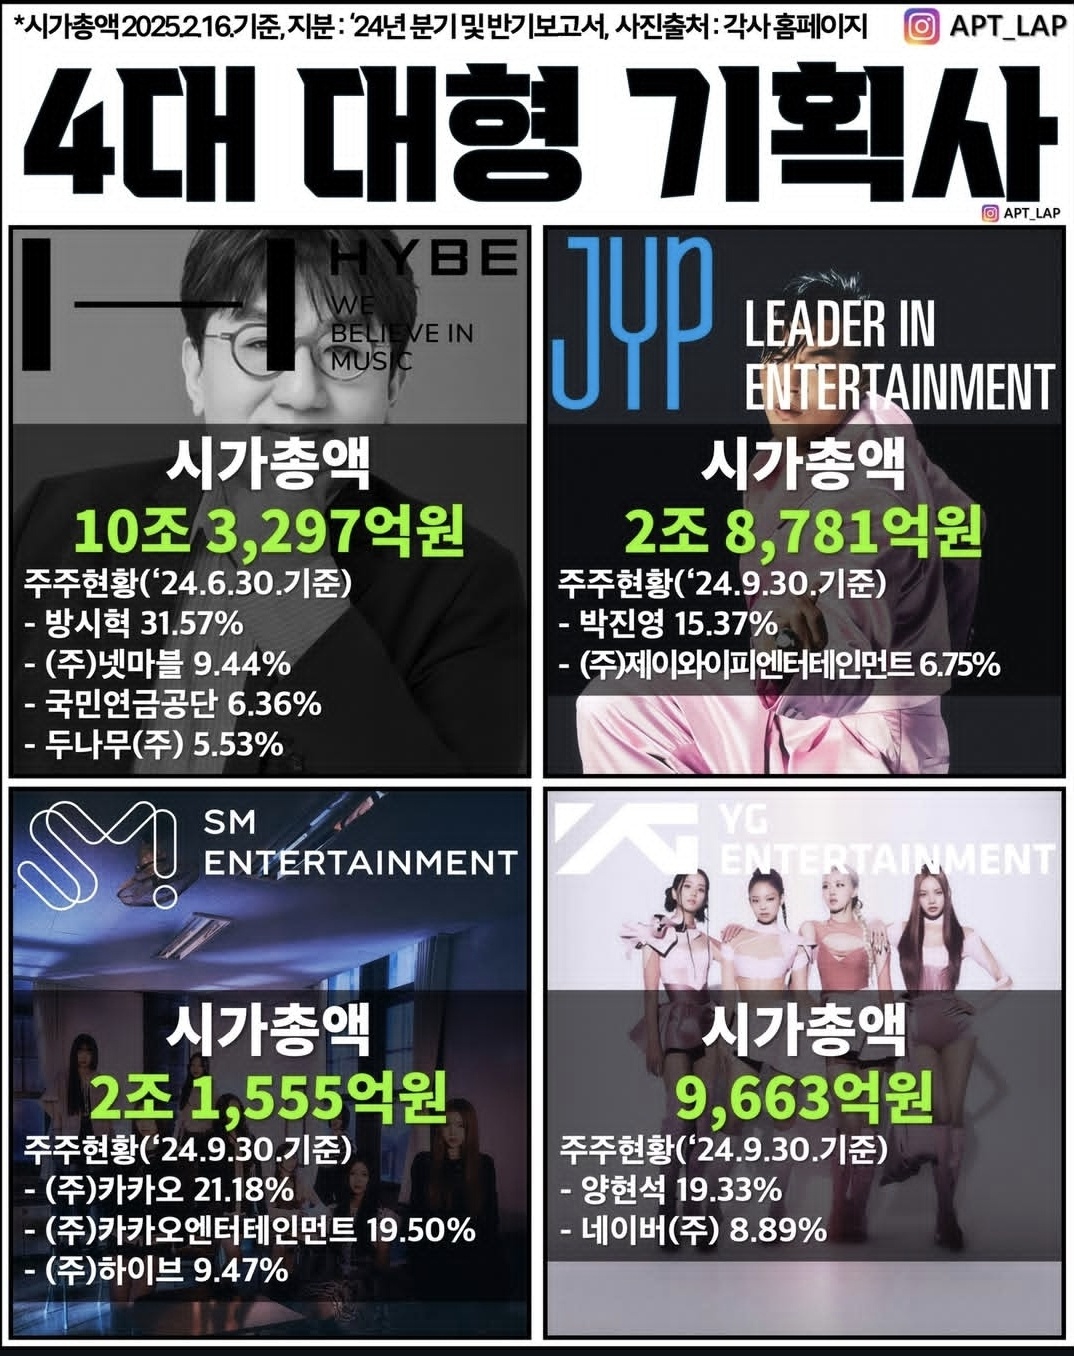 *시가총액 2025.2.16.기준, 지분 : ‘24년 분기 및 반기보고서, 사진출처 : 각사 홈페이지
APT_LAP
4대 대형 기획사
APT_LAP
HYBE
WE
BELIEVE IN
MUSIC
시가총액
10조 3,297억원
주주현황(‘24.6.30.기준)
- 방시혁 31.57%
- (주)넷마블 9.44%
- 국민연금공단 6.36%
- 두나무(주) 5.53%
JYP
LEADER IN
ENTERTAINMENT
시가총액
2조 8,781억원
주주현황(‘24.9.30.기준)
- 박진영 15.37%
- (주)제이와이피엔터테인먼트 6.75%
SM
ENTERTAINMENT
시가총액
2조 1,555억원
주주현황(‘24.9.30.기준)
- (주)카카오 21.18%
- (주)카카오엔터테인먼트 19.50%
- (주)하이브 9.47%
YG
ENTERTAINMENT
시가총액
9,663억원
주주현황(‘24.9.30.기준)
- 양현석 19.33%
- 네이버(주) 8.89%